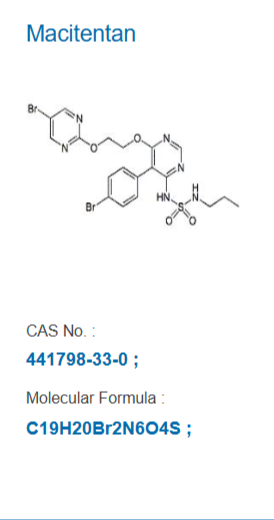 Macitentan
Br
N
N
O
O
N
N
Br
HN
H
N
S
O
O
CAS No. :
441798-33-0 ;
Molecular Formula :
C19H20Br2N6O4S ;